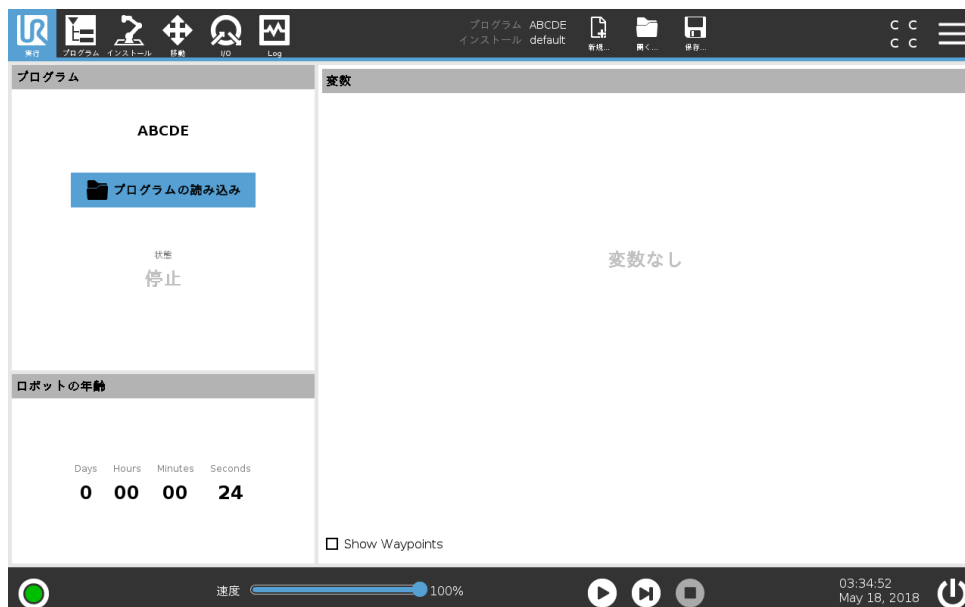 UR
実行
プログラム
インストール
移動
I/O
Log
プログラム ABCDE
インストール default
新規...
開く...
保存...
C C
C C
プログラム
変数
ABCDE
プログラムの読み込み
状態
停止
変数なし
ロボットの年齢
Days Hours Minutes Seconds
0 00 00 24
Show Waypoints
速度 100%
03:34:52
May 18, 2018